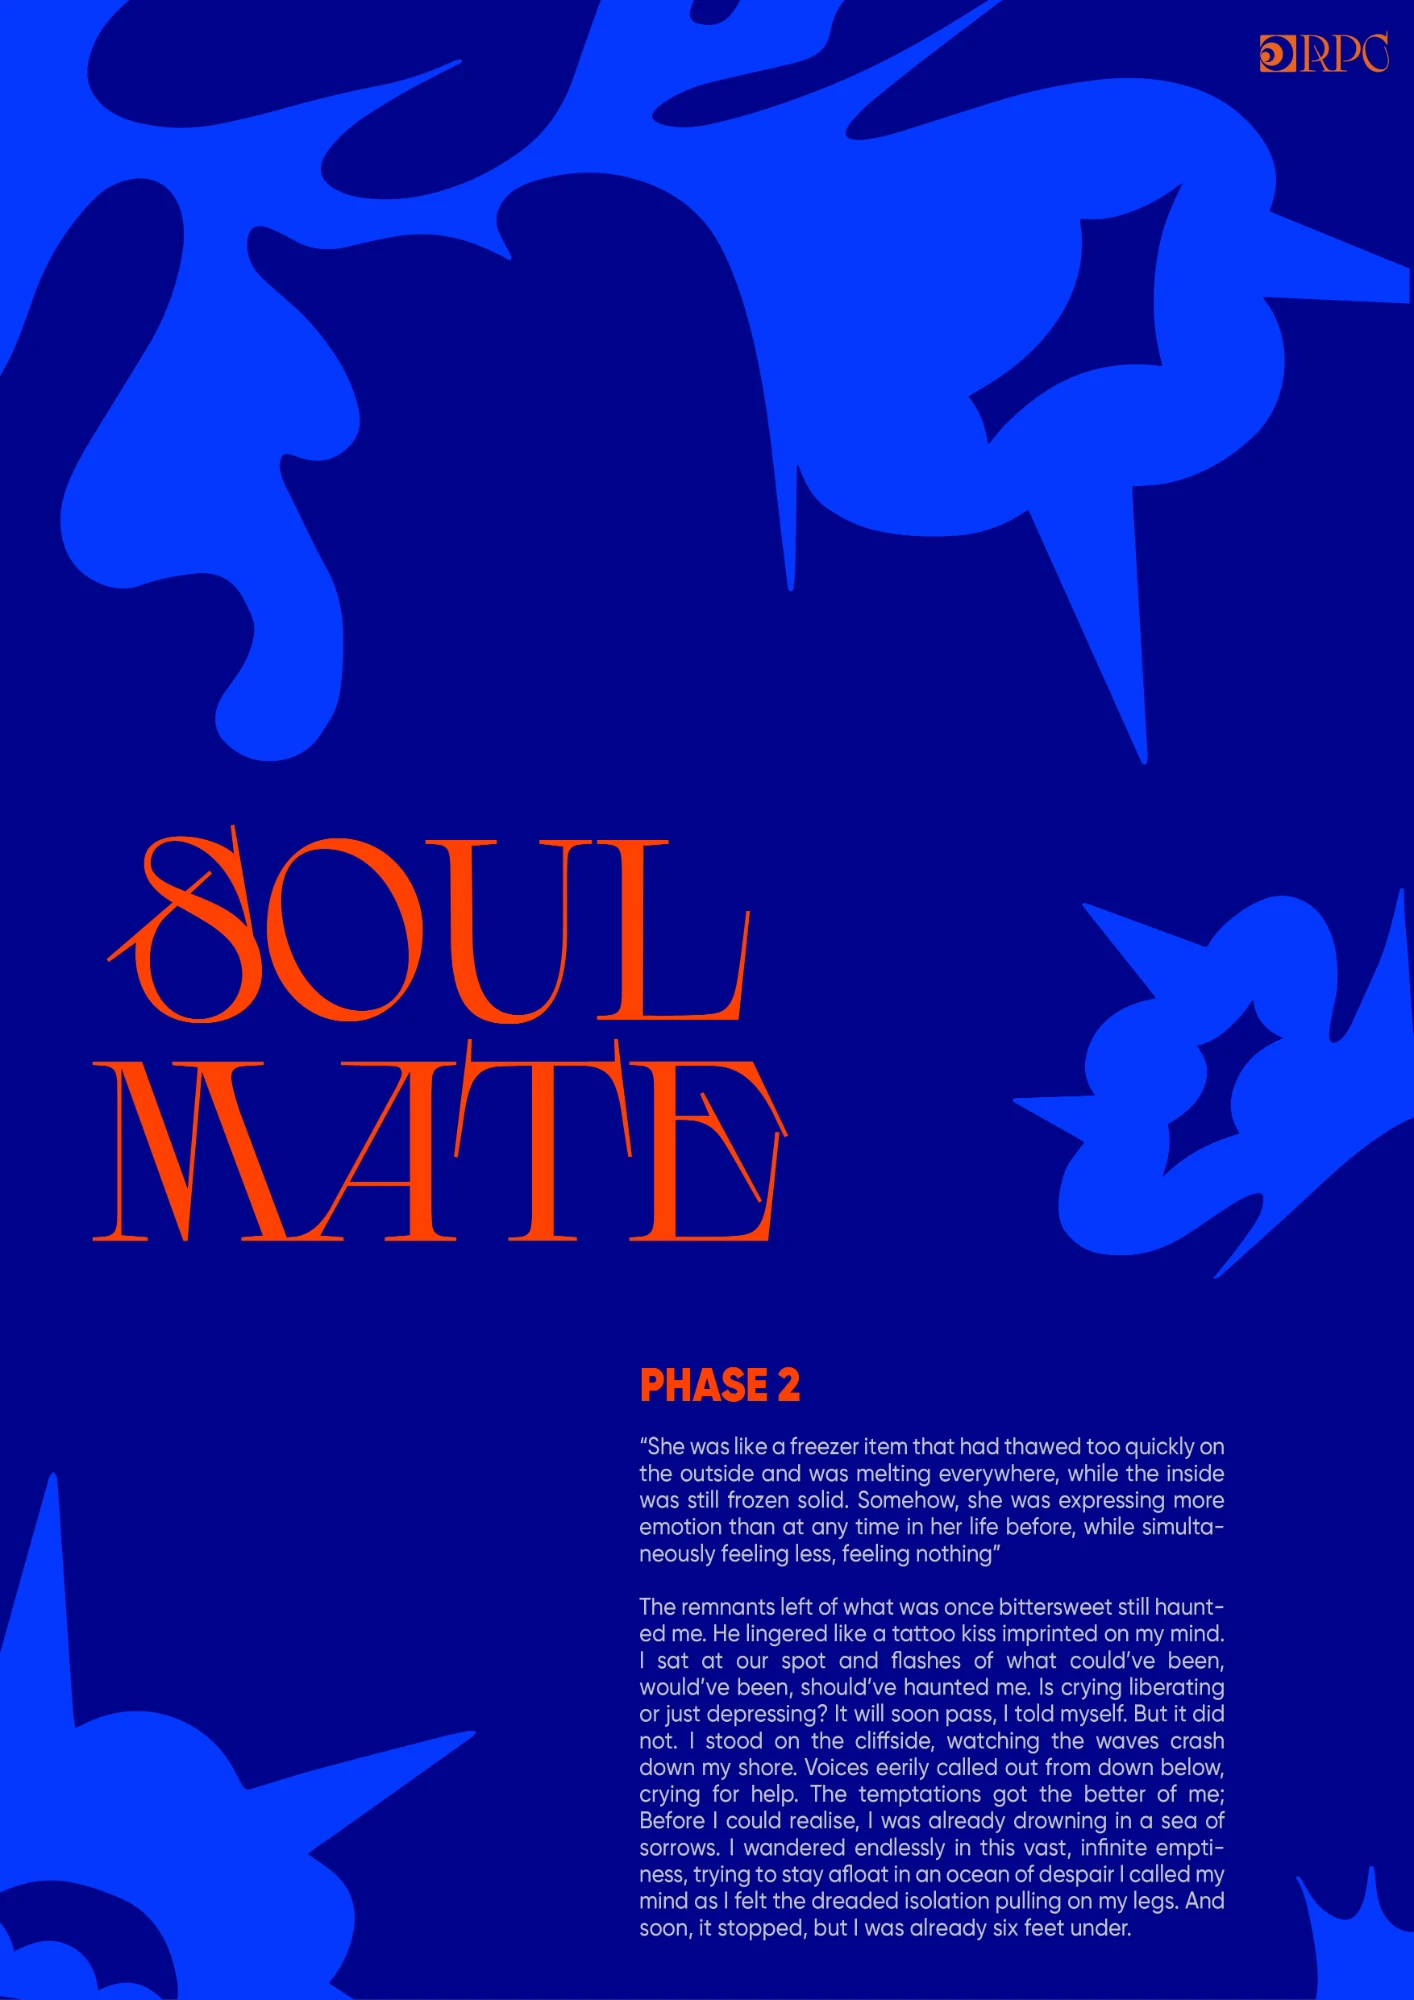 RPG
SOUL
MATE
PHASE 2
“She was like a freezer item that had thawed too quickly on
the outside and was melting everywhere, while the inside
was still frozen solid. Somehow, she was expressing more
emotion than at any time in her life before, while simulta-
neously feeling less, feeling nothing”
The remnants left of what was once bittersweet still haunt-
ed me. He lingered like a tattoo kiss imprinted on my mind.
I sat at our spot and flashes of what could’ve been,
would’ve been, should’ve haunted me. Is crying liberating
or just depressing? It will soon pass, I told myself. But it did
not. I stood on the cliffside, watching the waves crash
down my shore. Voices eerily called out from down below,
crying for help. The temptations got the better of me;
Before I could realise, I was already drowning in a sea of
sorrows. I wandered endlessly in this vast, infinite empti-
ness, trying to stay afloat in an ocean of despair I called my
mind as I felt the dreaded isolation pulling on my legs. And
soon, it stopped, but I was already six feet under.